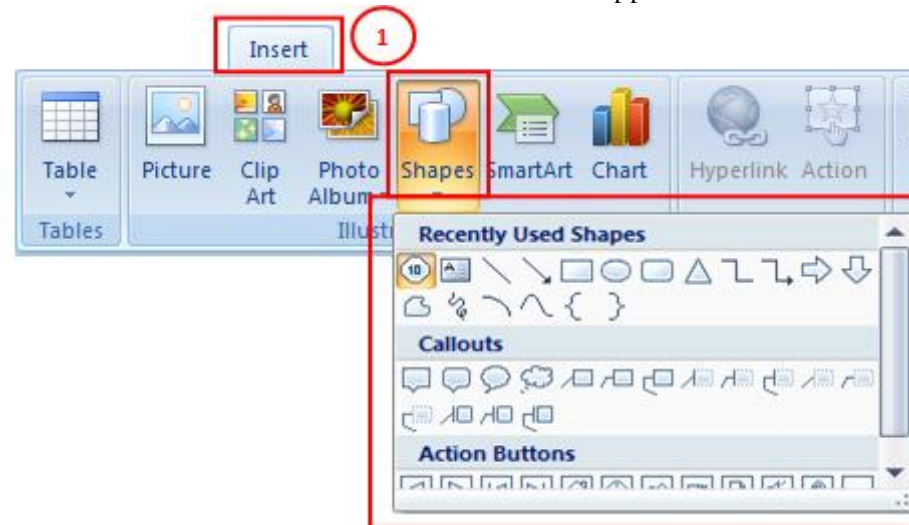 Insert
1
Table Picture Clip Art Photo Album Shapes SmartArt Chart Hyperlink Action
Tables
Recently Used Shapes
10
A
Callouts
Action Buttons